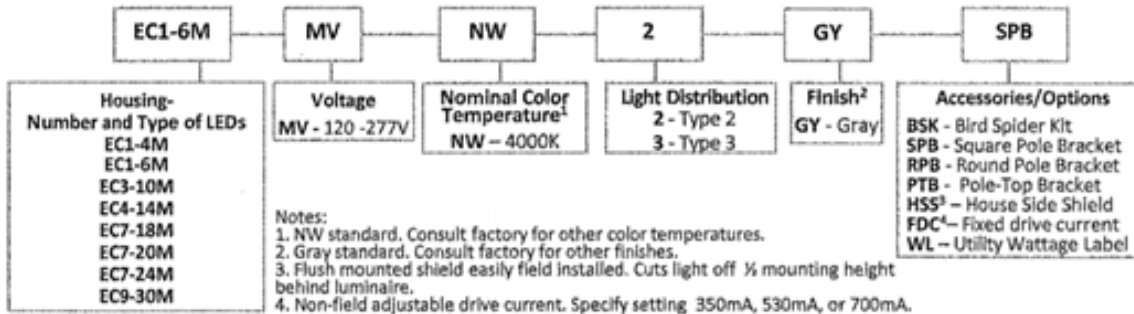 EC1-6M MV NW 2 GY SPB
Housing-
Number and Type of LEDs
EC1-4M
EC1-6M
EC3-10M
EC4-14M
EC7-18M
EC7-20M
EC7-24M
EC9-30M
Voltage
MV - 120 -277V
Nominal Color
Temperature¹
NW – 4000K
Light Distribution
2 - Type 2
3 - Type 3
Finish²
GY - Gray
Accessories/Options
BSK - Bird Spider Kit
SPB - Square Pole Bracket
RPB - Round Pole Bracket
PTB - Pole-Top Bracket
HSS³ – House Side Shield
FDC⁴– Fixed drive current
WL – Utility Wattage Label
Notes:
1. NW standard. Consult factory for other color temperatures.
2. Gray standard. Consult factory for other finishes.
3. Flush mounted shield easily field installed. Cuts light off ½ mounting height
behind luminaire.
4. Non-field adjustable drive current. Specify setting 350mA, 530mA, or 700mA.